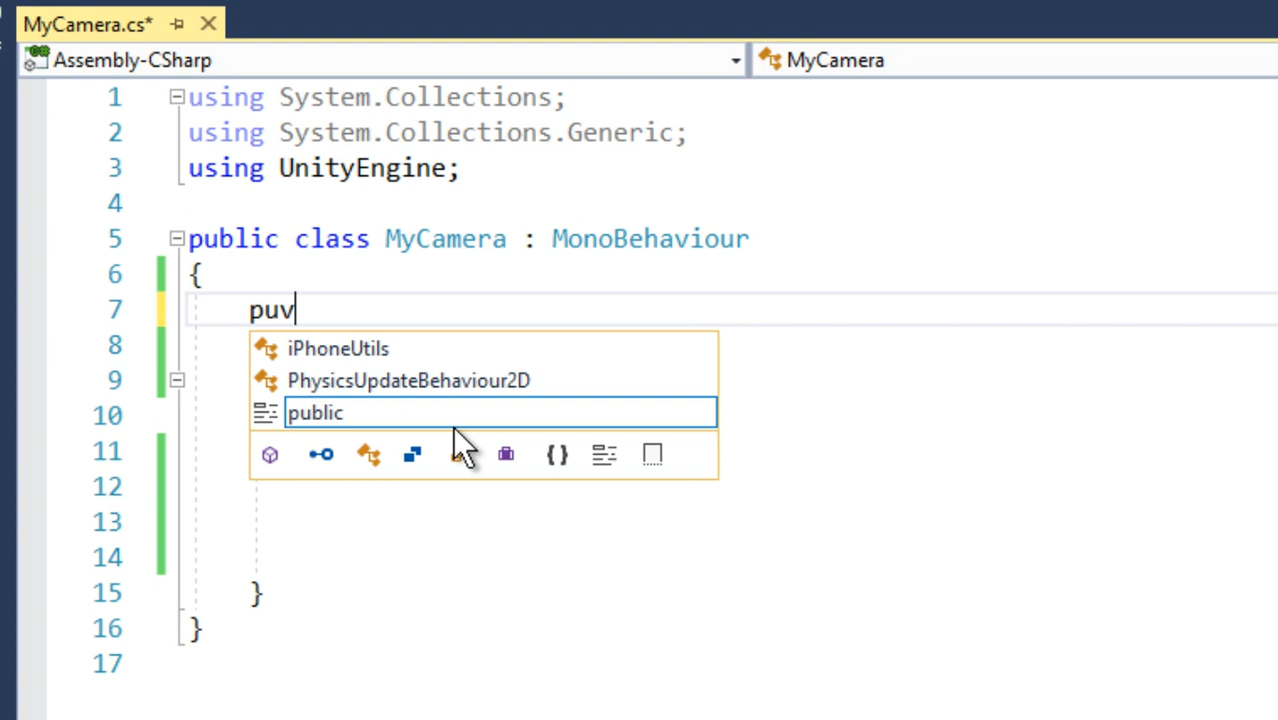 MyCamera.cs*
Assembly-CSharp
MyCamera
1 using System.Collections;
2 using System.Collections.Generic;
3 using UnityEngine;
4
5 public class MyCamera : MonoBehaviour
6 {
7 puv
8 iPhoneUtils
9 PhysicsUpdateBehaviour2D
10 public
11 {}
12
13
14
15 }
16 }
17